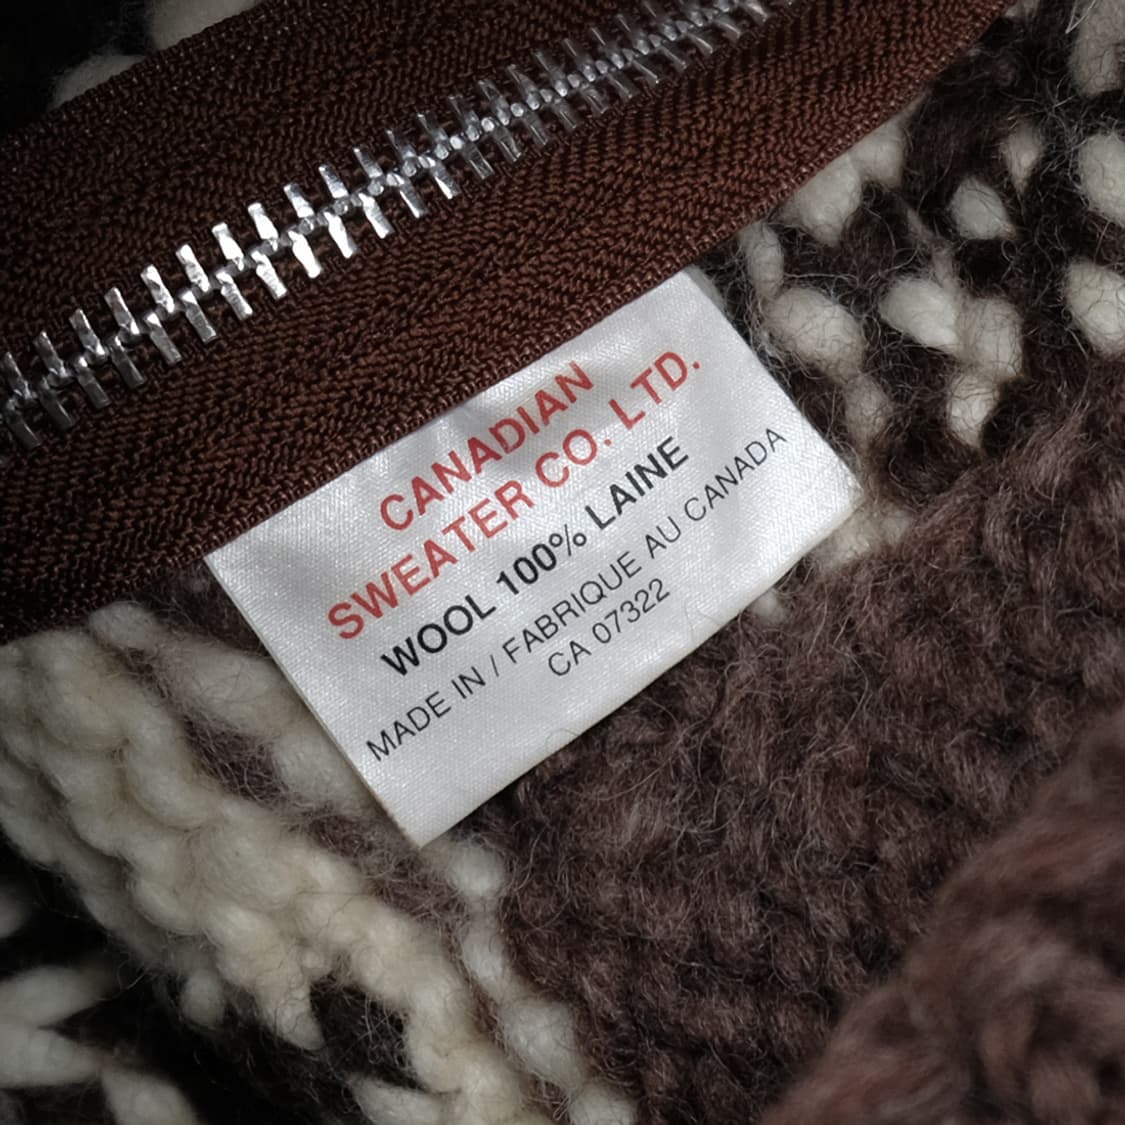 CANADIAN
SWEATER CO. LTD.
WOOL 100% LAINE
MADE IN / FABRIQUE AU CANADA
CA 07322